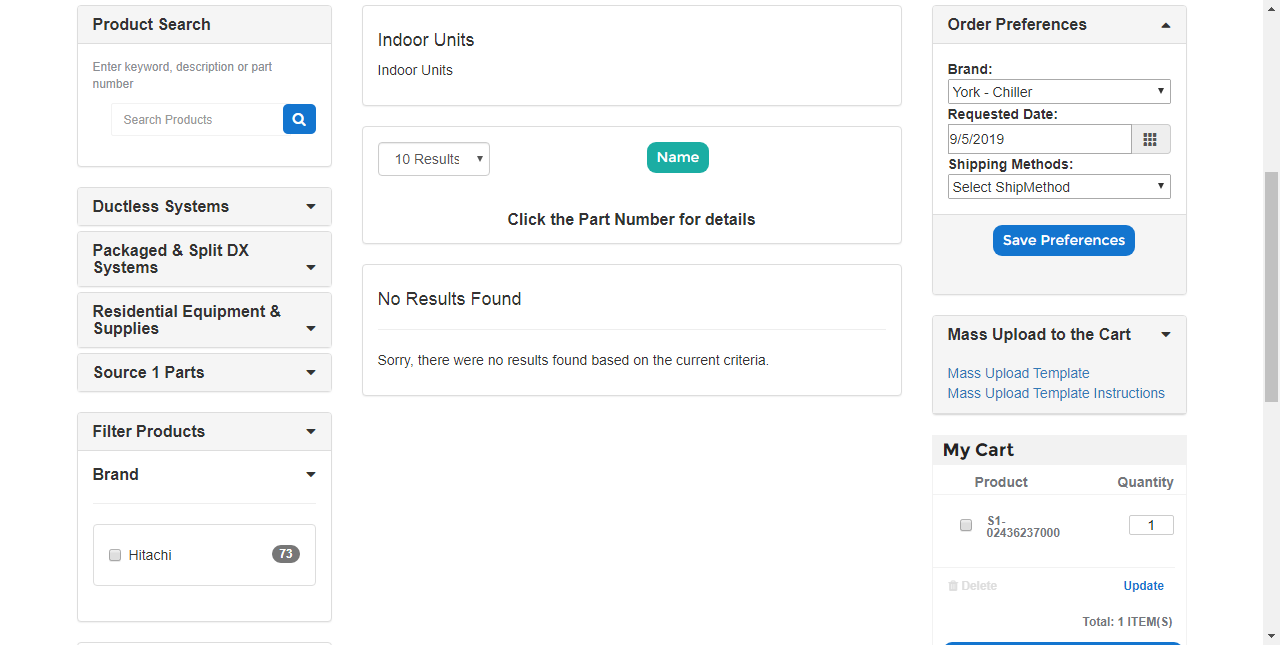 Product Search
Enter keyword, description or part
number
Search Products
Ductless Systems
Packaged & Split DX
Systems
Residential Equipment &
Supplies
Source 1 Parts
Filter Products
Brand
Hitachi
73
Indoor Units
Indoor Units
10 Results
Name
Click the Part Number for details
No Results Found
Sorry, there were no results found based on the current criteria.
Order Preferences
Brand:
York - Chiller
Requested Date:
9/5/2019
Shipping Methods:
Select ShipMethod
Save Preferences
Mass Upload to the Cart
Mass Upload Template
Mass Upload Template Instructions
My Cart
Product Quantity
S1-
02436237000
1
Delete Update
Total: 1 ITEM(S)